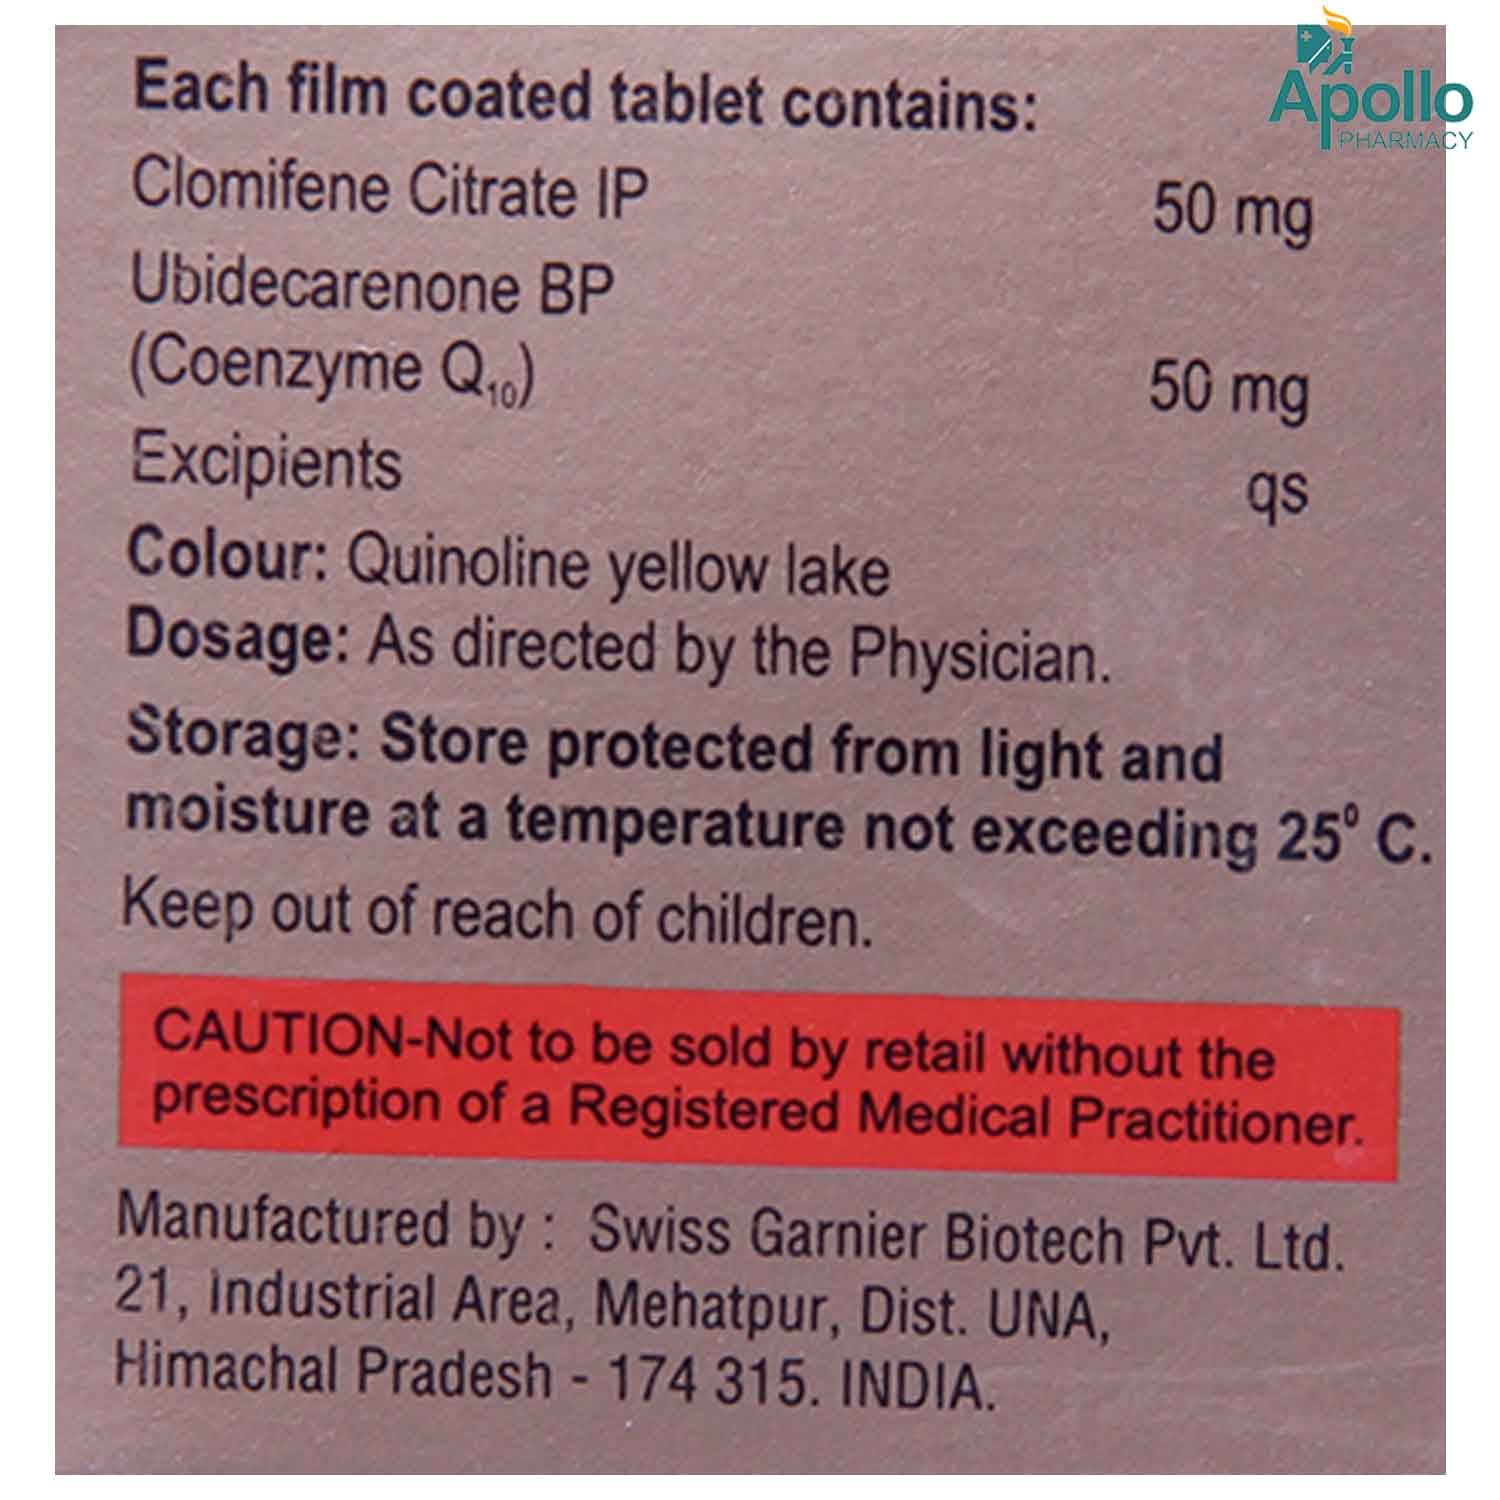 Apollo
PHARMACY
Each film coated tablet contains:
Clomifene Citrate IP 50 mg
Ubidecarenone BP
(Coenzyme Q₁₀) 50 mg
Excipients qs
Colour: Quinoline yellow lake
Dosage: As directed by the Physician.
Storage: Store protected from light and
moisture at a temperature not exceeding 25⁰ C.
Keep out of reach of children.
CAUTION-Not to be sold by retail without the
prescription of a Registered Medical Practitioner.
Manufactured by : Swiss Garnier Biotech Pvt. Ltd.
21, Industrial Area, Mehatpur, Dist. UNA,
Himachal Pradesh - 174 315. INDIA.